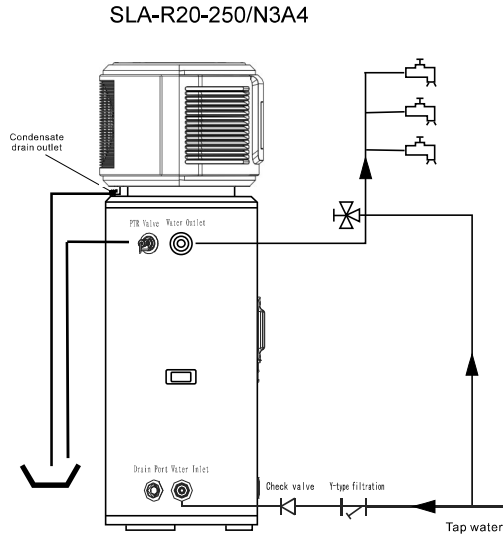 SLA-R20-250/N3A4
Condensate
drain outlet
PTR Valve Water Outlet
Drain Port Water Inlet
Check valve
Y-type filtration
Tap water